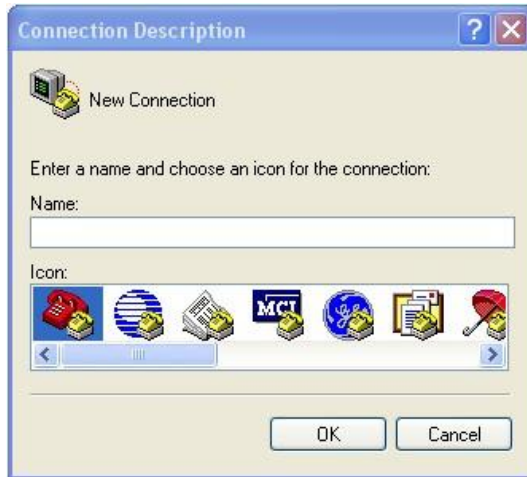 Connection Description
New Connection
Enter a name and choose an icon for the connection:
Name:
Icon:
MCI
OK
Cancel